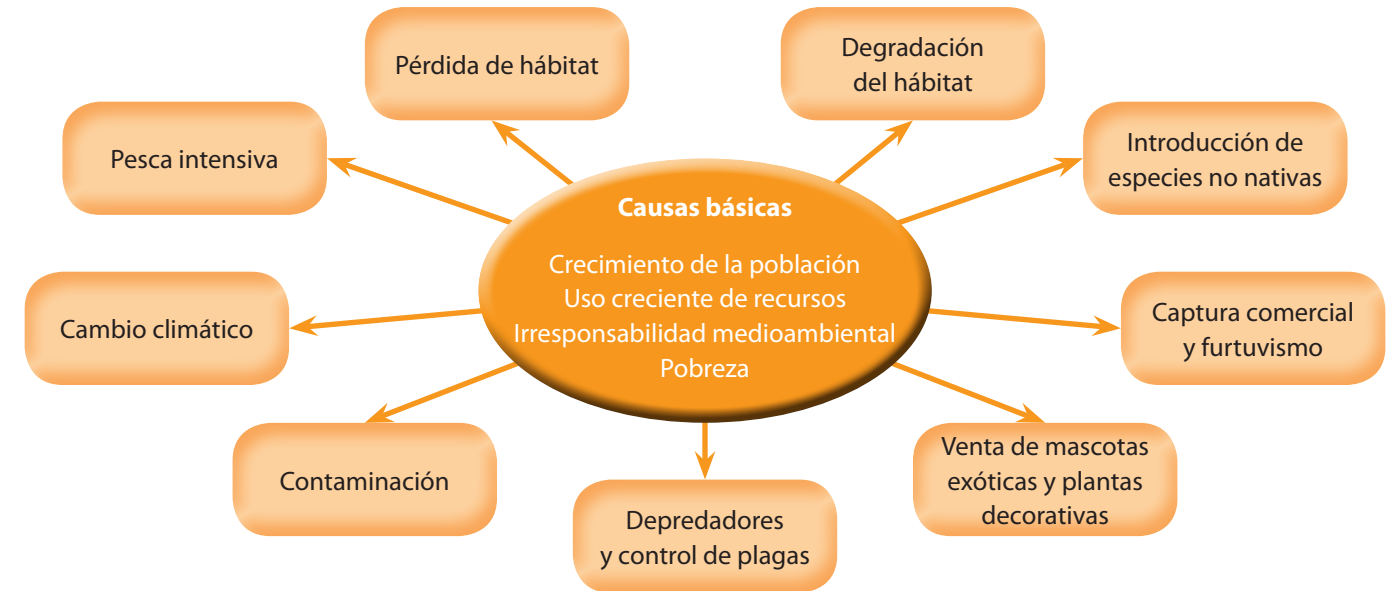 Pérdida de hábitat
Degradación
del hábitat
Pesca intensiva
Introducción de
especies no nativas
Causas básicas
Crecimiento de la población
Uso creciente de recursos
Irresponsabilidad medioambiental
Pobreza
Cambio climático
Captura comercial
y furtuvismo
Contaminación
Depredadores
y control de plagas
Venta de mascotas
exóticas y plantas
decorativas